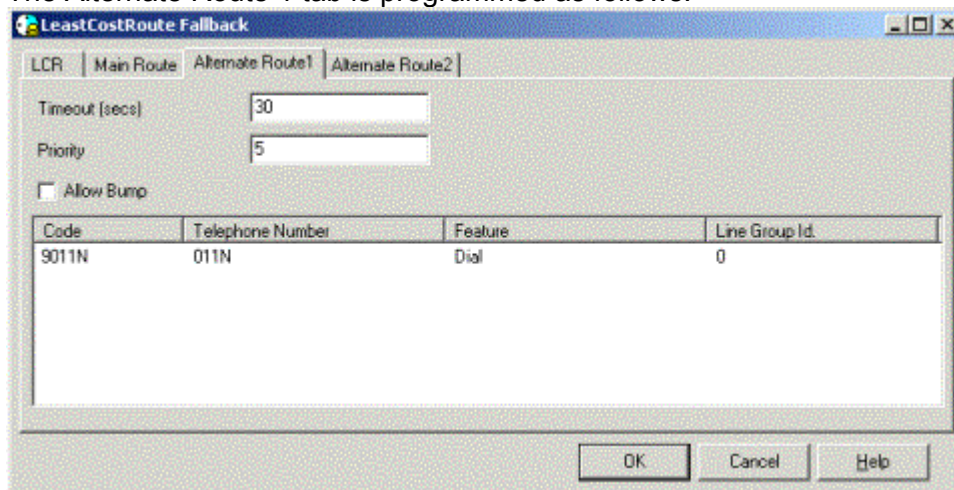 The Alternate Route 1 tab is programmed as follows:
LeastCostRoute Fallback
LCR Main Route Alternate Route1 Alternate Route2
Timeout (secs) 30
Priority 5
Allow Bump
Code Telephone Number Feature Line Group Id.
9011N 011N Dial 0
OK Cancel Help